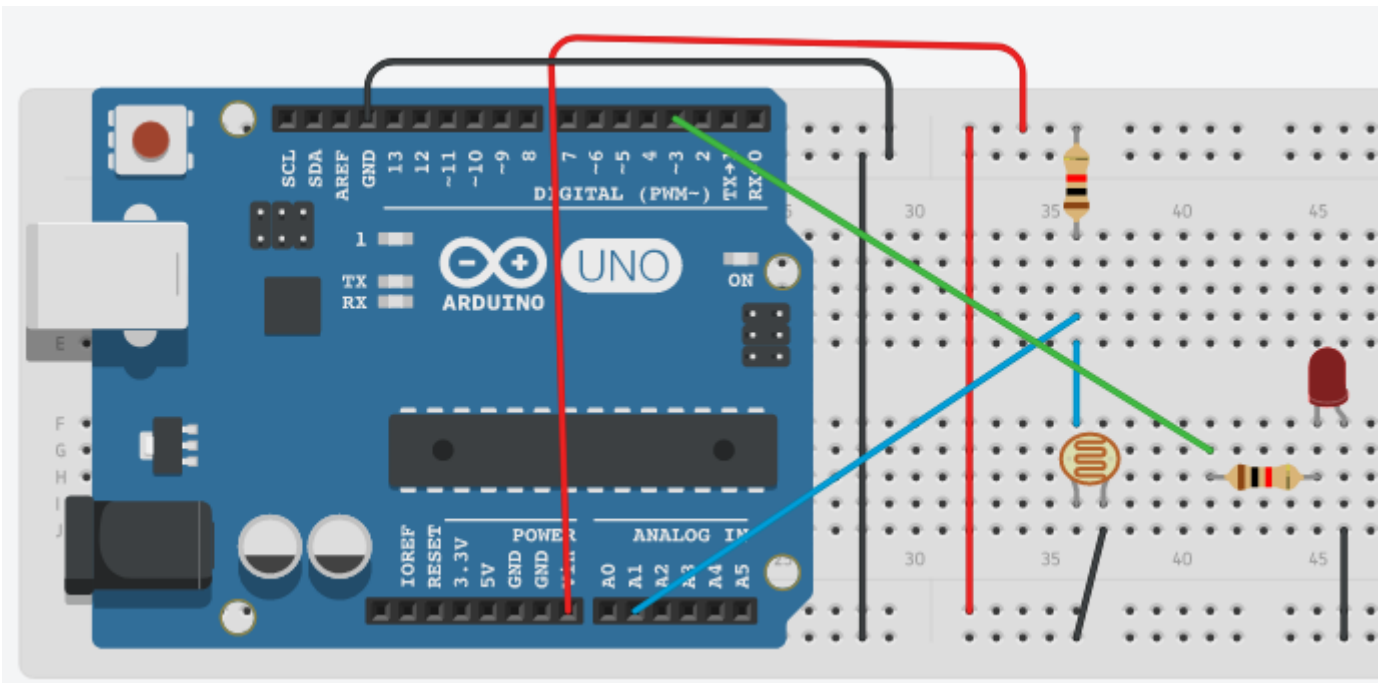 SCL
SDA
AREF
GND
13
12
~11
~10
~9
8
7
~6
~5
4
~3
2
TX→1
RX←0
DIGITAL (PWM~)
1
TX
RX
ARDUINO
UNO
ON
30
35
40
45
E
F
G
H
J
IOREF
RESET
3.3V
5V
GND
GND
Vin
POWER
A0
A1
A2
A3
A4
A5
ANALOG IN
25
30
35
40
45